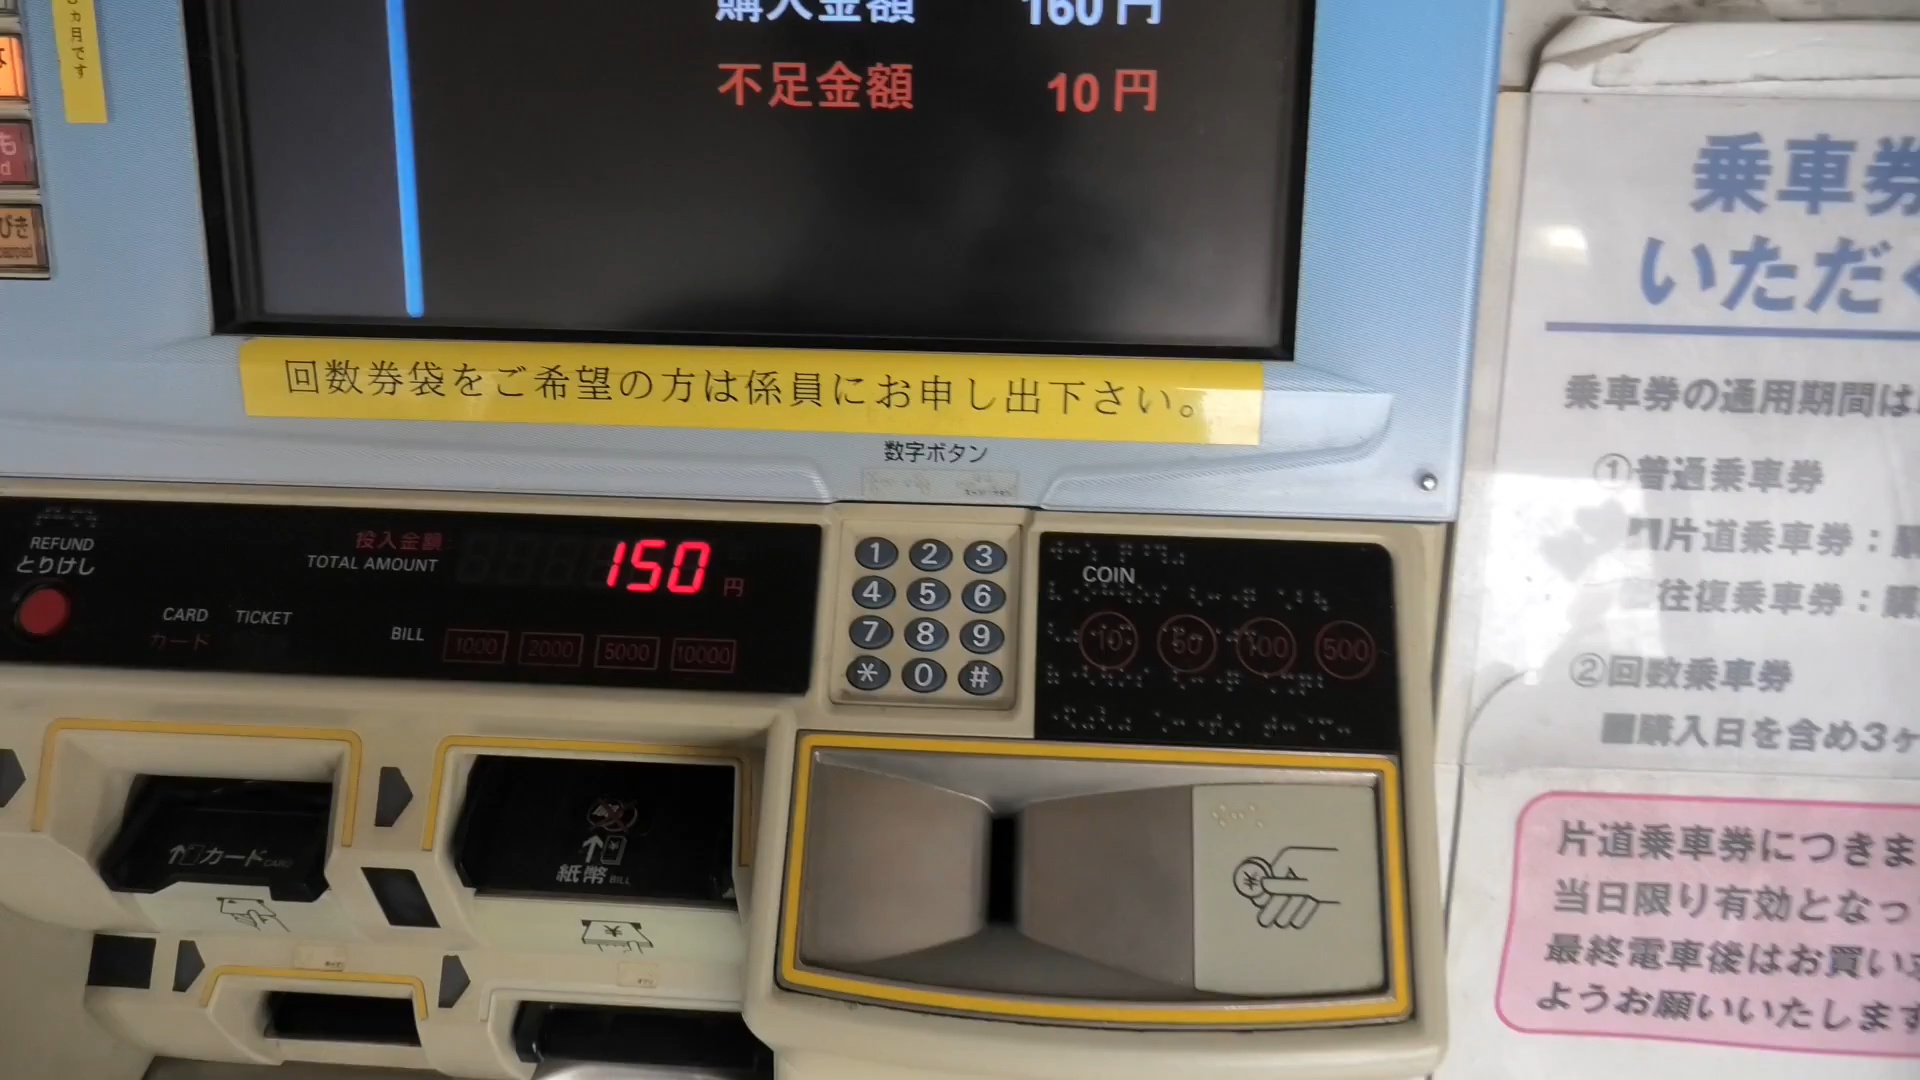 カ月です
購入金額 160円
不足金額 10円
も
びき
回数券袋をご希望の方は係員にお申し出下さい。
数字ボタン
REFUND
とりけし
投入金額
TOTAL AMOUNT
150 円
CARD TICKET
カード
BILL
1000 2000 5000 10000
1 2 3
4 5 6
7 8 9
* 0 #
COIN
10 50 100 500
カード CARD
紙幣 BILL
¥
¥
乗車券
いただく
乗車券の通用期間は
①普通乗車券
片道乗車券：
往復乗車券：
②回数乗車券
■購入日を含め3ヶ
片道乗車券につきま
当日限り有効となっ
最終電車後はお買い
ようお願いいたします